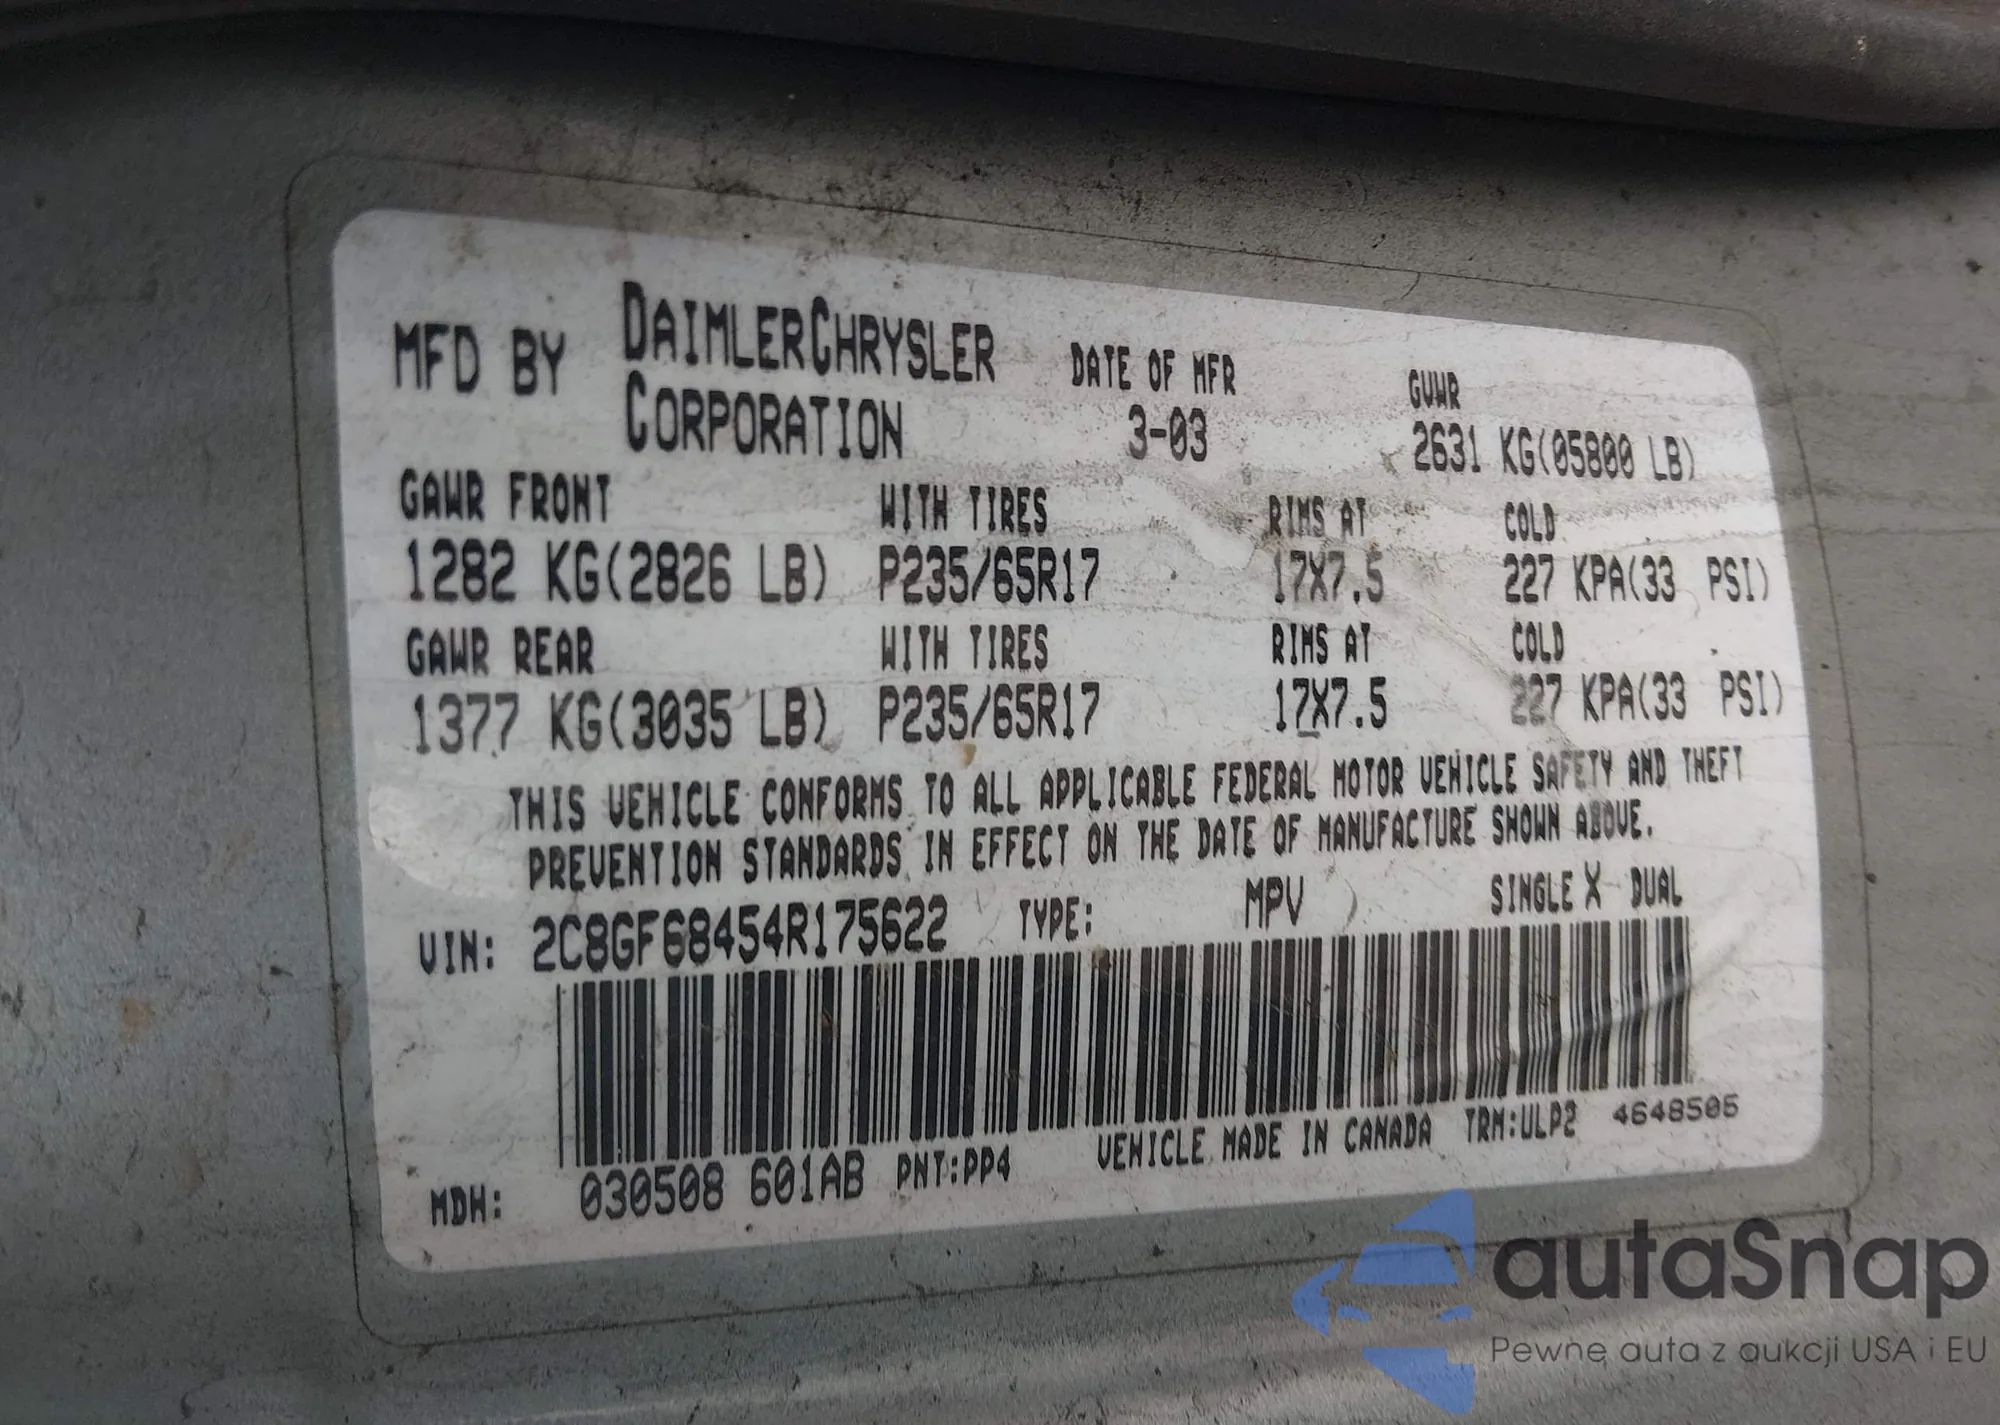 MFD BY DAIMLERCHRYSLER CORPORATION
DATE OF MFR
3-03
GVWR
2631 KG(05800 LB)
GAWR FRONT WITH TIRES RIMS AT COLD
1282 KG(2826 LB) P235/65R17 17X7.5 227 KPA(33 PSI)
GAWR REAR WITH TIRES RIMS AT COLD
1377 KG(3035 LB) P235/65R17 17X7.5 227 KPA(33 PSI)
THIS VEHICLE CONFORMS TO ALL APPLICABLE FEDERAL MOTOR VEHICLE SAFETY AND THEFT
PREVENTION STANDARDS IN EFFECT ON THE DATE OF MANUFACTURE SHOWN ABOVE.
VIN: 2C8GF68454R175622 TYPE: MPV SINGLE X DUAL
MDH: 030508 601AB PNT:PP4 VEHICLE MADE IN CANADA TRM:ULP2 4648505
autaSnap
Pewne auta z aukcji USA i EU